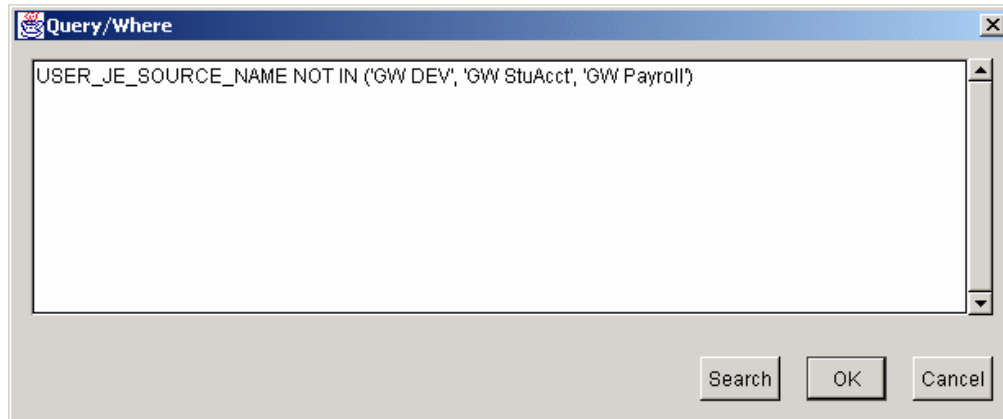 Query/Where
USER_JE_SOURCE_NAME NOT IN ('GW DEV', 'GW StuAcct', 'GW Payroll')
Search OK Cancel